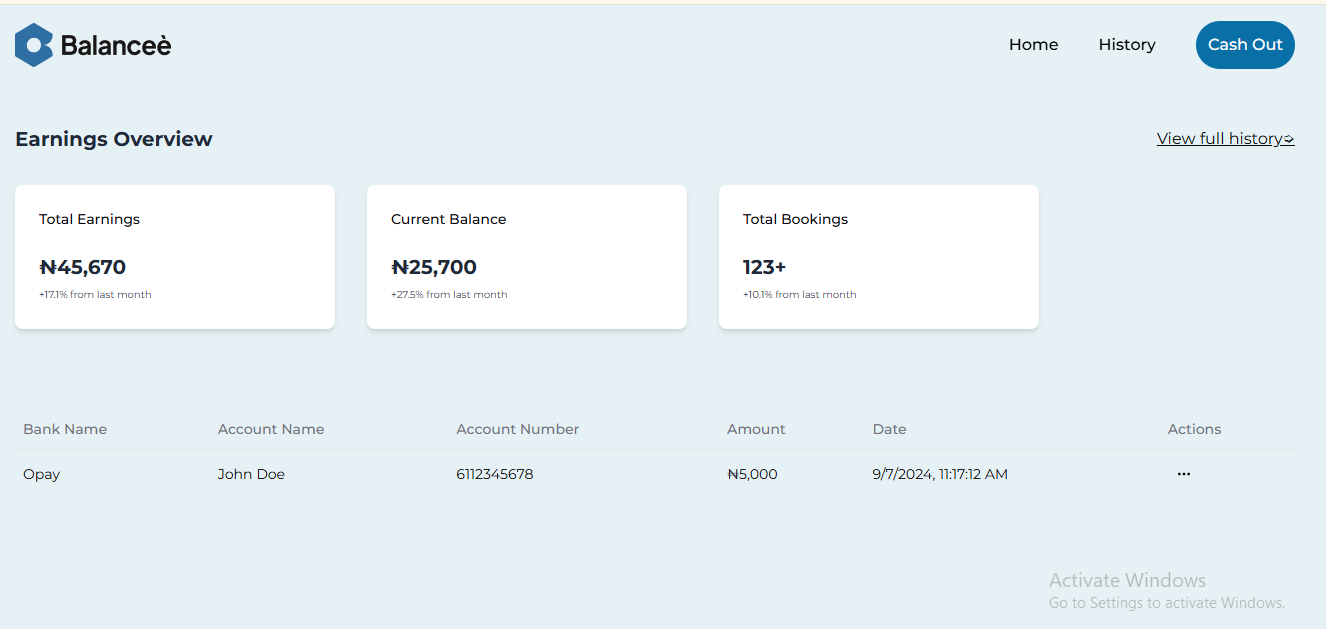 Balanceè
Home History Cash Out
Earnings Overview
View full history➩
Total Earnings
₦45,670
+17.1% from last month
Current Balance
₦25,700
+27.5% from last month
Total Bookings
123+
+10.1% from last month
Bank Name Account Name Account Number Amount Date Actions
Opay John Doe 6112345678 ₦5,000 9/7/2024, 11:17:12 AM ...
Activate Windows
Go to Settings to activate Windows.